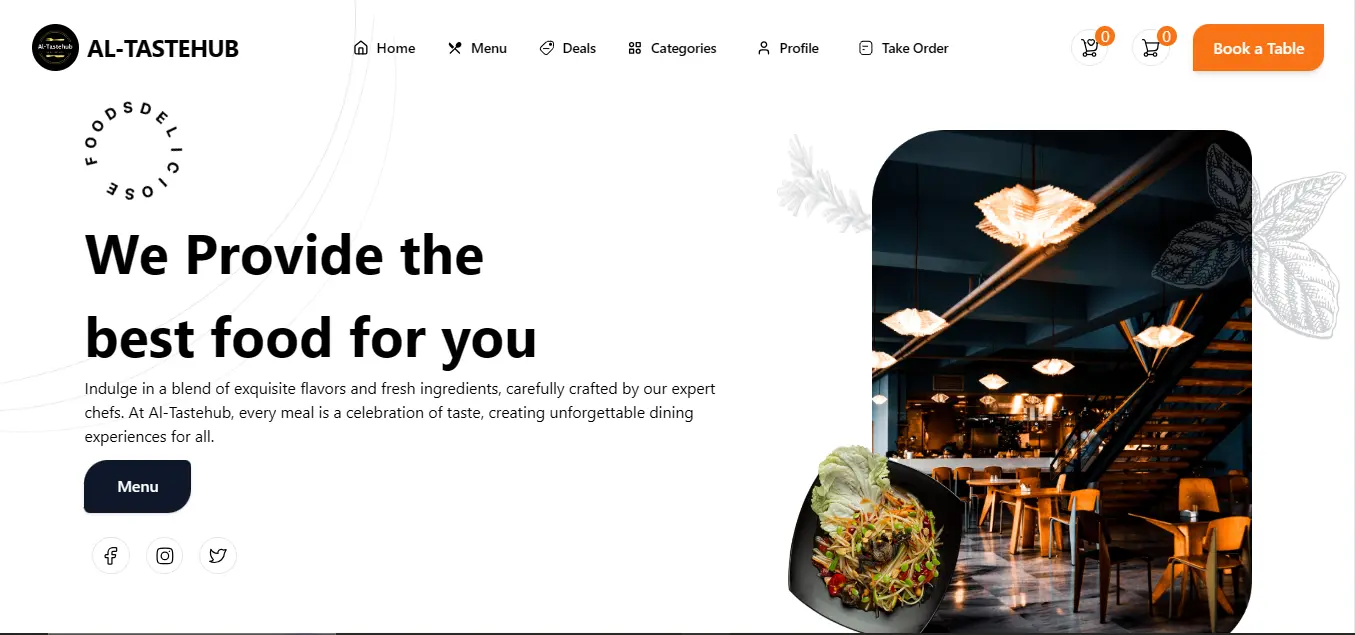 Al-Tastehub
AL-TASTEHUB
Home
Menu
Deals
Categories
Profile
Take Order
0
0
Book a Table
FOODSDELICIOSE
We Provide the
best food for you
Indulge in a blend of exquisite flavors and fresh ingredients, carefully crafted by our expert
chefs. At Al-Tastehub, every meal is a celebration of taste, creating unforgettable dining
experiences for all.
Menu